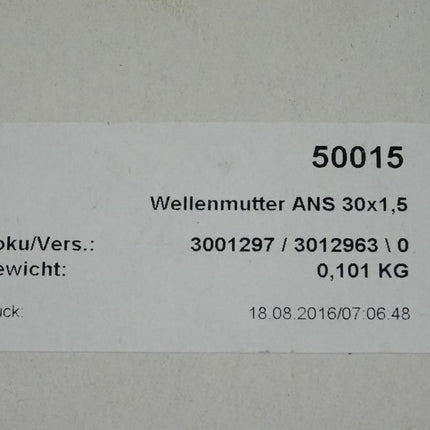 50015
Wellenmutter ANS 30x1,5
oku/Vers.: 3001297 / 3012963 \ 0
ewicht: 0,101 KG
uck: 18.08.2016/07:06:48